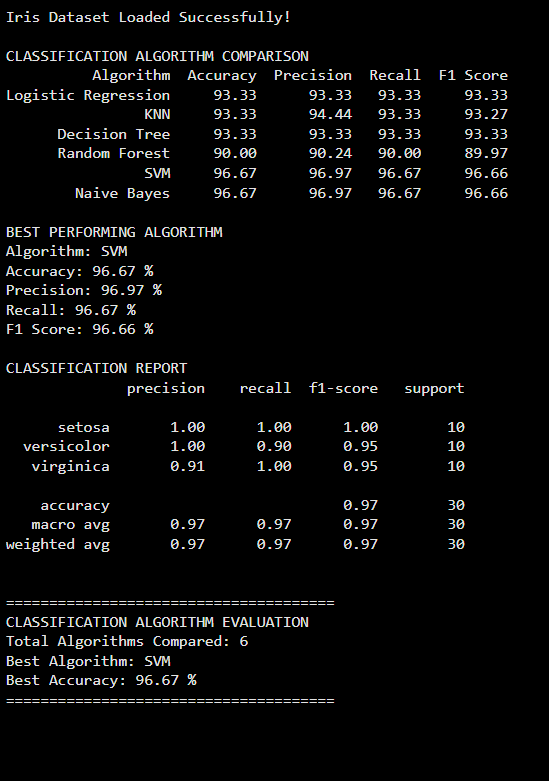 Iris Dataset Loaded Successfully!
CLASSIFICATION ALGORITHM COMPARISON
Algorithm Accuracy Precision Recall F1 Score
Logistic Regression 93.33 93.33 93.33 93.33
KNN 93.33 94.44 93.33 93.27
Decision Tree 93.33 93.33 93.33 93.33
Random Forest 90.00 90.24 90.00 89.97
SVM 96.67 96.97 96.67 96.66
Naive Bayes 96.67 96.97 96.67 96.66
BEST PERFORMING ALGORITHM
Algorithm: SVM
Accuracy: 96.67 %
Precision: 96.97 %
Recall: 96.67 %
F1 Score: 96.66 %
CLASSIFICATION REPORT
precision recall f1-score support
setosa 1.00 1.00 1.00 10
versicolor 1.00 0.90 0.95 10
virginica 0.91 1.00 0.95 10
accuracy 0.97 30
macro avg 0.97 0.97 0.97 30
weighted avg 0.97 0.97 0.97 30
======================================
CLASSIFICATION ALGORITHM EVALUATION
Total Algorithms Compared: 6
Best Algorithm: SVM
Best Accuracy: 96.67 %
======================================